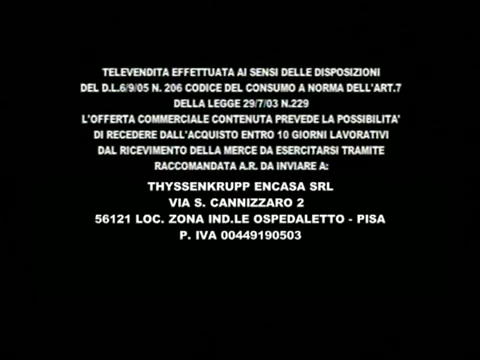 TELEVENDITA EFFETTUATA AI SENSI DELLE DISPOSIZIONI
DEL D.L.6/9/05 N. 206 CODICE DEL CONSUMO A NORMA DELL'ART.7
DELLA LEGGE 29/7/03 N.229
L'OFFERTA COMMERCIALE CONTENUTA PREVEDE LA POSSIBILITA'
DI RECEDERE DALL'ACQUISTO ENTRO 10 GIORNI LAVORATIVI
DAL RICEVIMENTO DELLA MERCE DA ESERCITARSI TRAMITE
RACCOMANDATA A.R. DA INVIARE A:
THYSSENKRUPP ENCASA SRL
VIA S. CANNIZZARO 2
56121 LOC. ZONA IND.LE OSPEDALETTO - PISA
P. IVA 00449190503